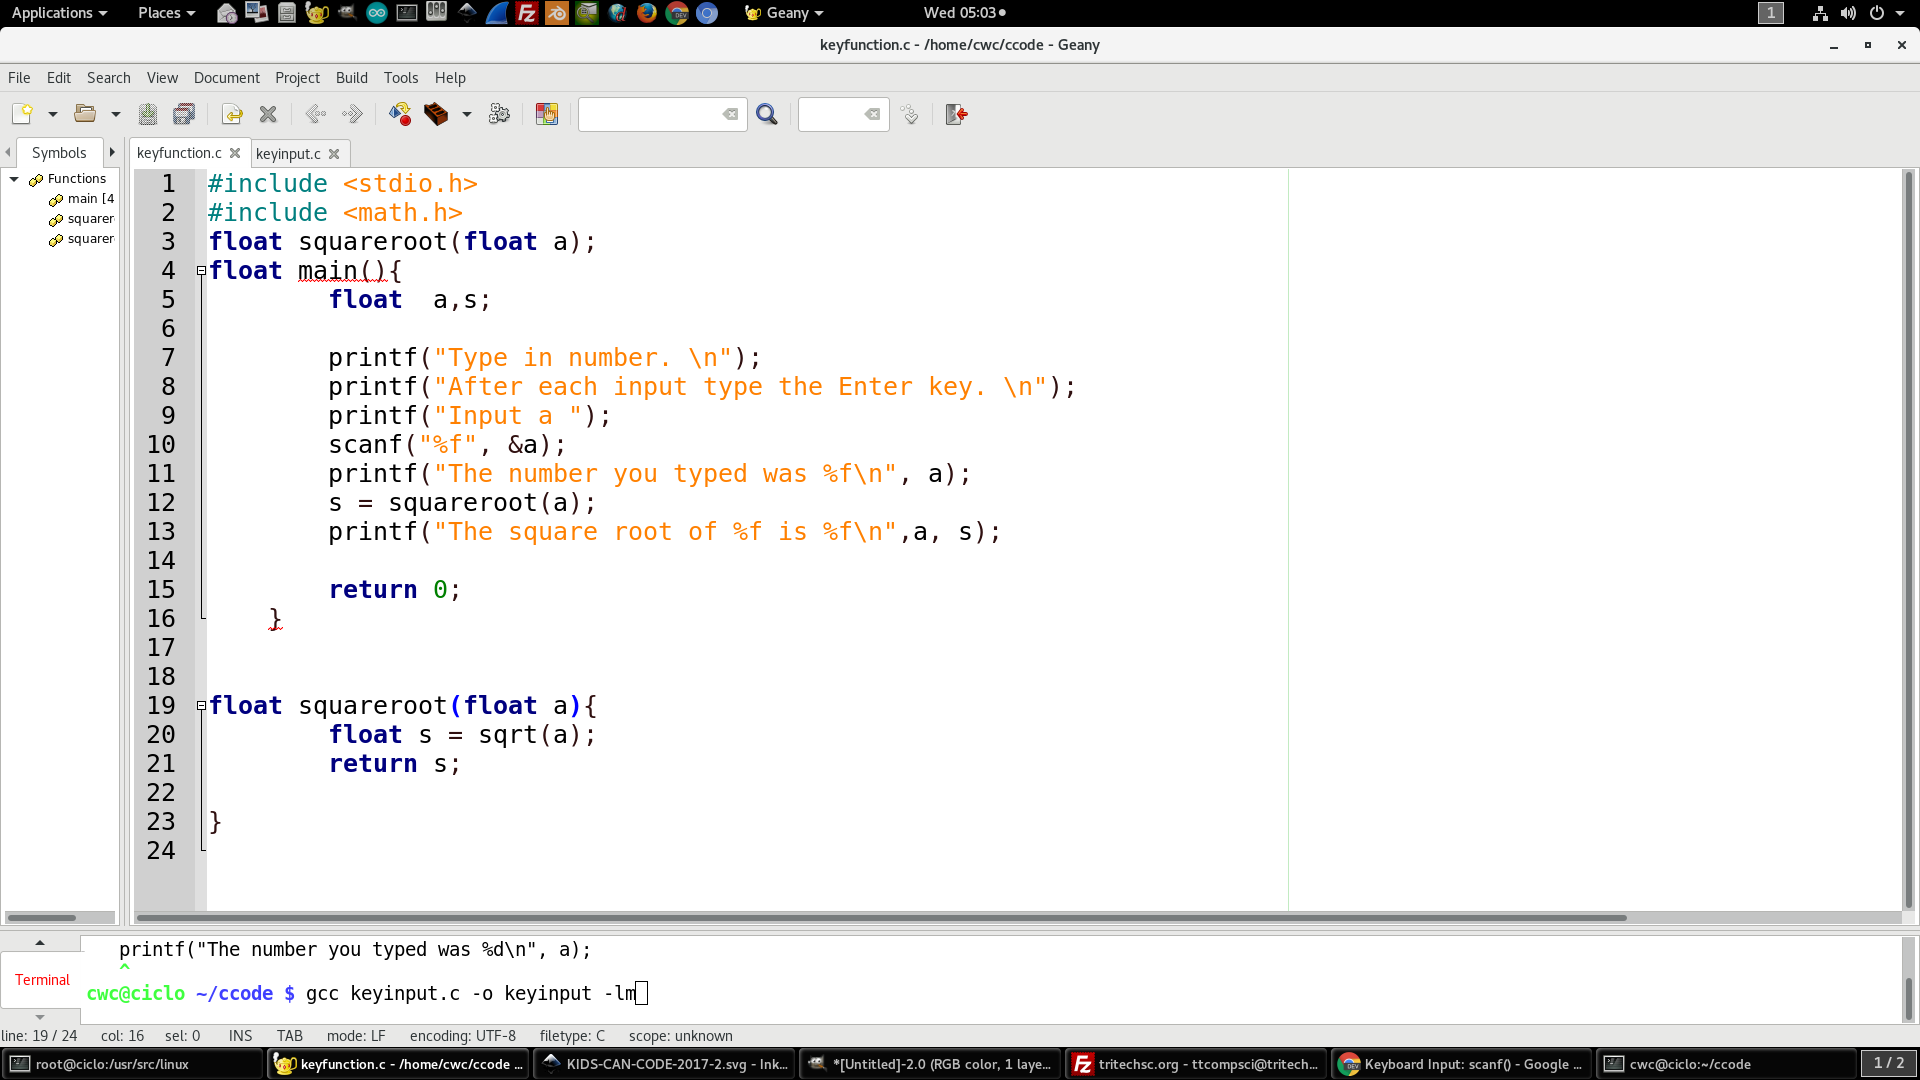 Applications Places Geany Wed 05:03 1
keyfunction.c - /home/cwc/ccode - Geany
File Edit Search View Document Project Build Tools Help
Symbols keyfunction.c keyinput.c
Functions
main [4
squarer
squarer
1 #include <stdio.h>
2 #include <math.h>
3 float squareroot(float a);
4 float main(){
5 float  a,s;
6
7 printf("Type in number. \n");
8 printf("After each input type the Enter key. \n");
9 printf("Input a ");
10 scanf("%f", &a);
11 printf("The number you typed was %f\n", a);
12 s = squareroot(a);
13 printf("The square root of %f is %f\n",a, s);
14
15 return 0;
16 }
17
18
19 float squareroot(float a){
20 float s = sqrt(a);
21 return s;
22
23 }
24
printf("The number you typed was %d\n", a);
^
Terminal
cwc@ciclo ~/ccode $ gcc keyinput.c -o keyinput -lm
line: 19 / 24 col: 16 sel: 0 INS TAB mode: LF encoding: UTF-8 filetype: C scope: unknown
root@ciclo:/usr/src/linux keyfunction.c - /home/cwc/ccode ... KIDS-CAN-CODE-2017-2.svg - Ink... *[Untitled]-2.0 (RGB color, 1 laye... tritechsc.org - ttcompsci@tritech... Keyboard Input: scanf() - Google ... cwc@ciclo:~/ccode 1 / 2